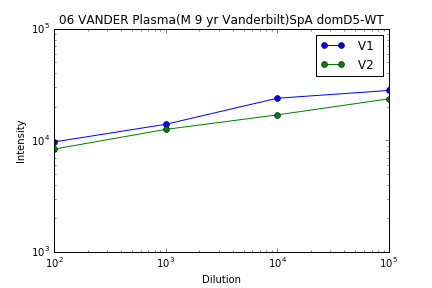 06 VANDER Plasma(M 9 yr Vanderbilt)SpA domD5-WT
V1
V2
10^5
10^4
10^3
Intensity
10^2 10^3 10^4 10^5
Dilution